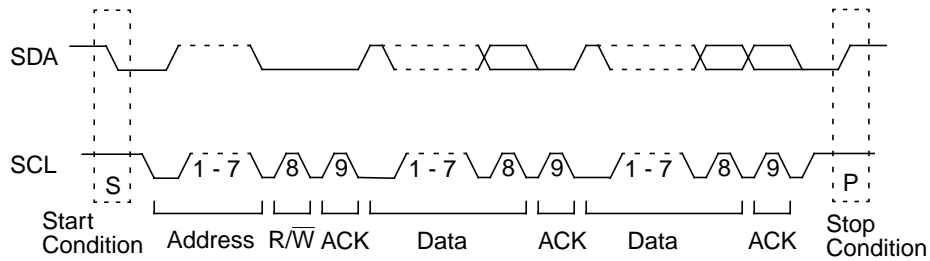 SDA
SCL
1 - 7 8 9 1 - 7 8 9 1 - 7 8 9
S P
Start Condition Address R/W̅ ACK Data ACK Data ACK Stop Condition